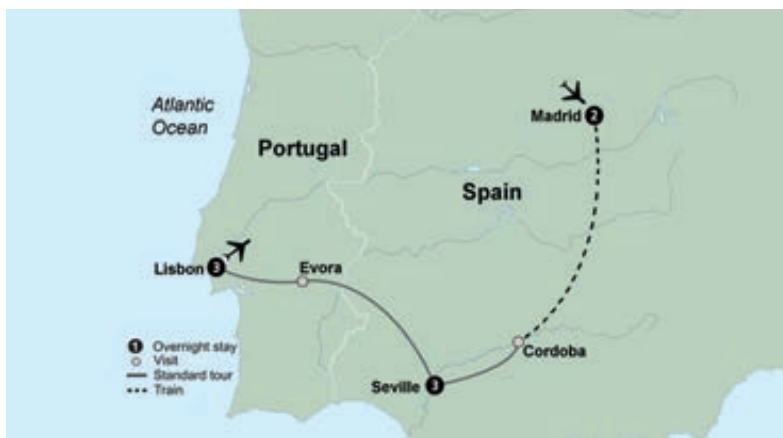 Atlantic
Ocean
Portugal
Madrid 2
Spain
Lisbon 3
Evora
Cordoba
Seville 3
1 Overnight stay
Visit
Standard tour
Train